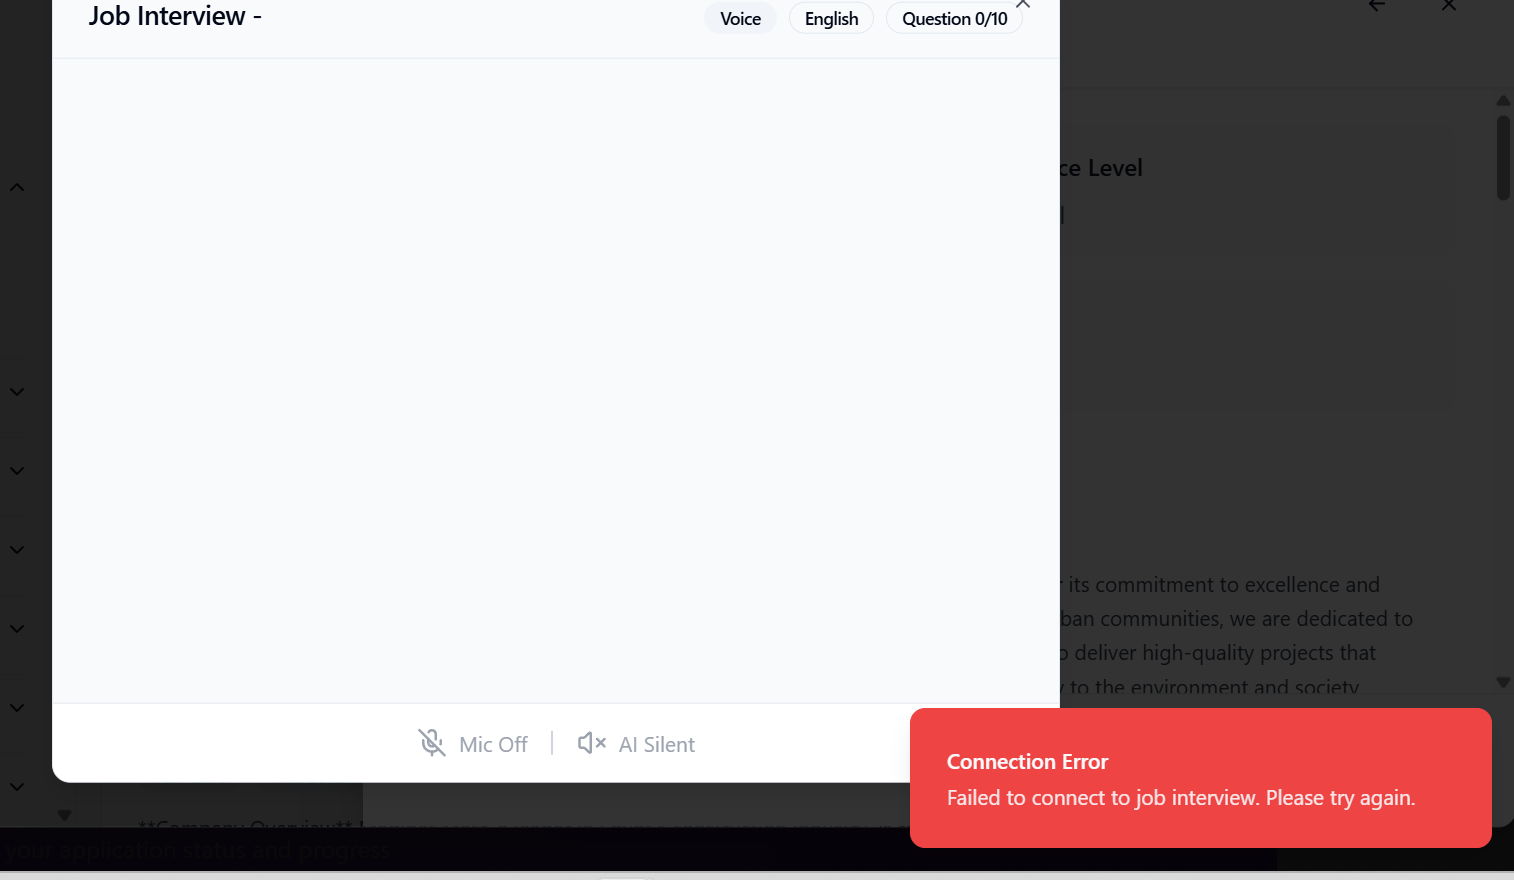 Job Interview -
Voice
English
Question 0/10
ce Level
its commitment to excellence and
ban communities, we are dedicated to
deliver high-quality projects that
to the environment and society
Mic Off
AI Silent
Connection Error
Failed to connect to job interview. Please try again.
**Company Overview**
your application status and progress